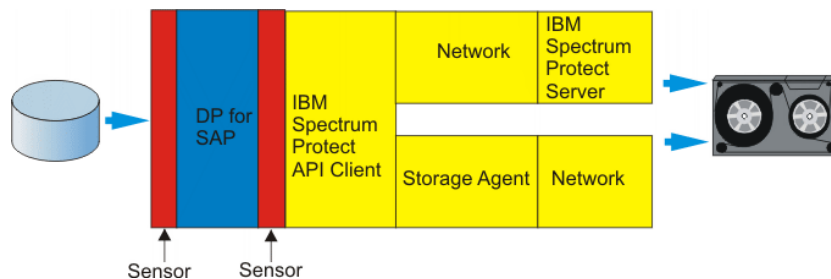 DP for
SAP
IBM
Spectrum
Protect
API Client
Network
IBM
Spectrum
Protect
Server
Storage Agent
Network
Sensor
Sensor